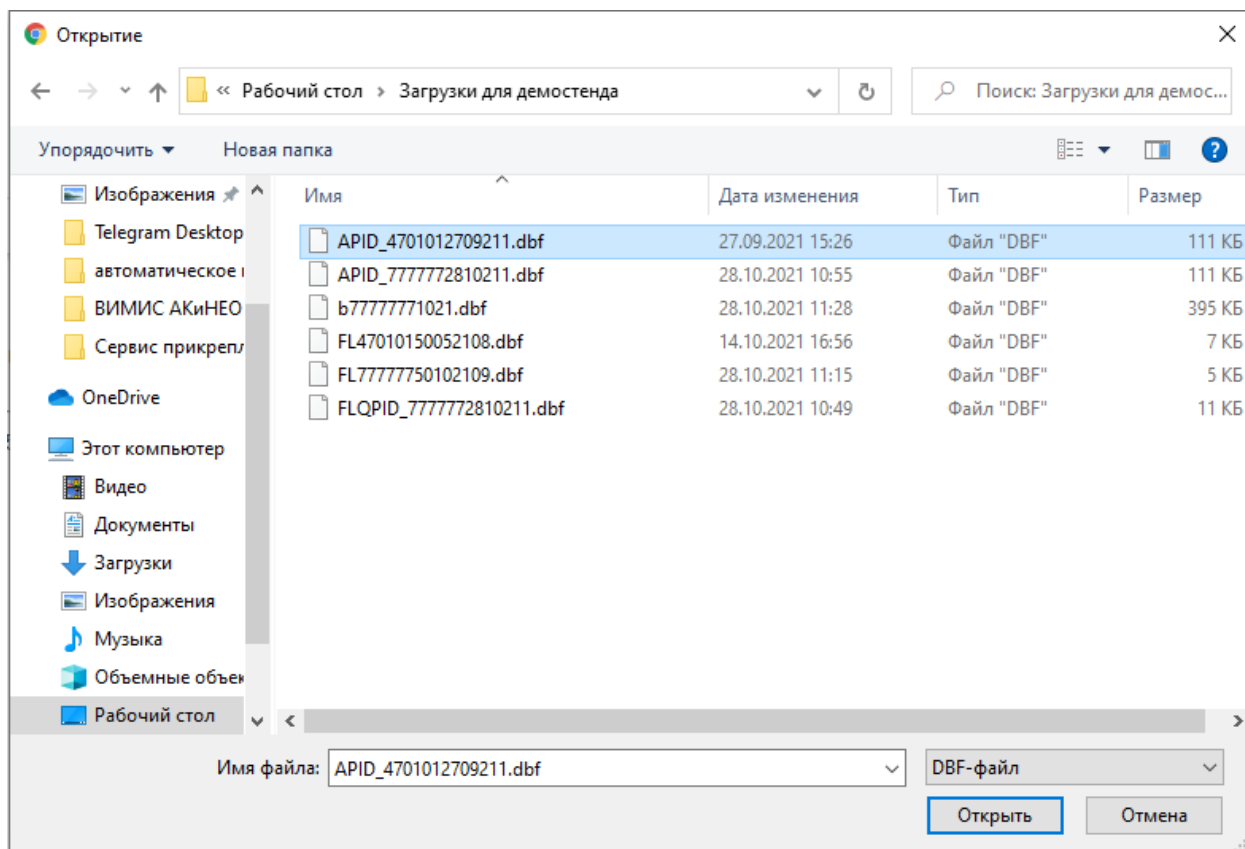 Открытие
« Рабочий стол › Загрузки для демостенда
Поиск: Загрузки для демос...
Упорядочить Новая папка
Изображения
Telegram Desktop
автоматическое
ВИМИС АКиНЕО
Сервис прикрепл
OneDrive
Этот компьютер
Видео
Документы
Загрузки
Изображения
Музыка
Объемные объек
Рабочий стол
Имя Дата изменения Тип Размер
APID_4701012709211.dbf 27.09.2021 15:26 Файл "DBF" 111 КБ
APID_7777772810211.dbf 28.10.2021 10:55 Файл "DBF" 111 КБ
b77777771021.dbf 28.10.2021 11:28 Файл "DBF" 395 КБ
FL47010150052108.dbf 14.10.2021 16:56 Файл "DBF" 7 КБ
FL77777750102109.dbf 28.10.2021 11:15 Файл "DBF" 5 КБ
FLQPID_7777772810211.dbf 28.10.2021 10:49 Файл "DBF" 11 КБ
Имя файла: APID_4701012709211.dbf DBF-файл
Открыть Отмена